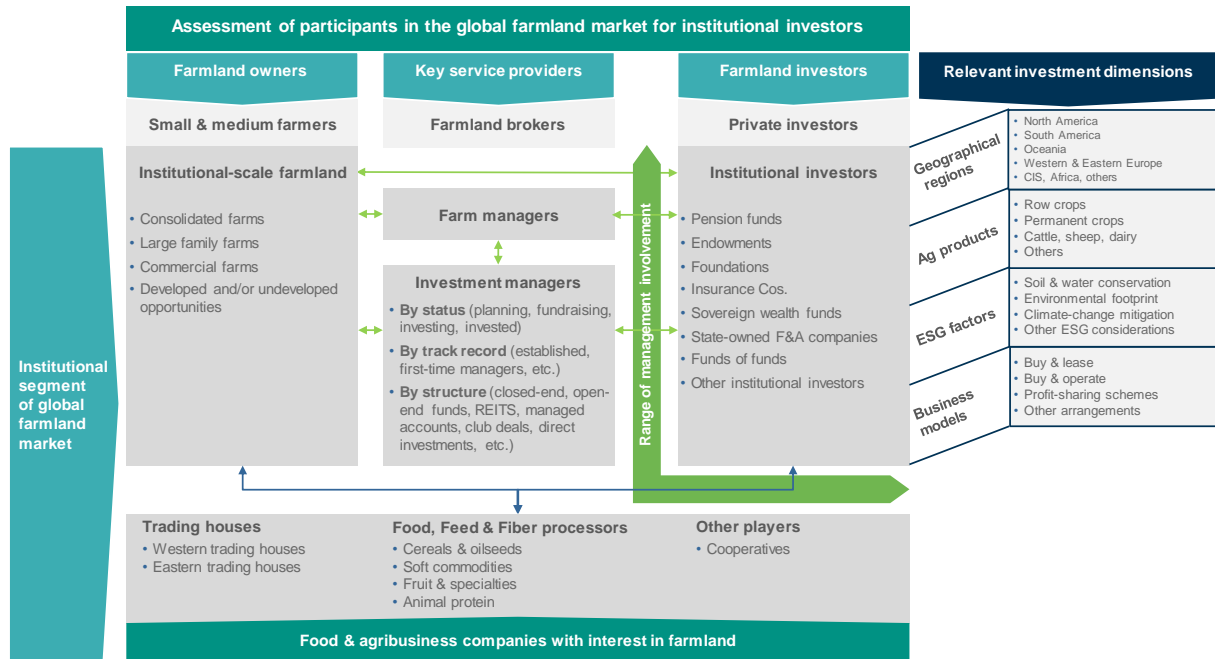 Assessment of participants in the global farmland market for institutional investors
Farmland owners
Key service providers
Farmland investors
Relevant investment dimensions
Small & medium farmers
Farmland brokers
Private investors
Institutional
segment
of global
farmland
market
Institutional-scale farmland
• Consolidated farms
• Large family farms
• Commercial farms
• Developed and/or undeveloped
opportunities
Farm managers
Investment managers
• By status (planning, fundraising,
investing, invested)
• By track record (established,
first-time managers, etc.)
• By structure (closed-end, open-
end funds, REITS, managed
accounts, club deals, direct
investments, etc.)
Range of management involvement
Institutional investors
• Pension funds
• Endowments
• Foundations
• Insurance Cos.
• Sovereign wealth funds
• State-owned F&A companies
• Funds of funds
• Other institutional investors
Geographical
regions
• North America
• South America
• Oceania
• Western & Eastern Europe
• CIS, Africa, others
Ag products
• Row crops
• Permanent crops
• Cattle, sheep, dairy
• Others
ESG factors
• Soil & water conservation
• Environmental footprint
• Climate-change mitigation
• Other ESG considerations
Business
models
• Buy & lease
• Buy & operate
• Profit-sharing schemes
• Other arrangements
Trading houses
• Western trading houses
• Eastern trading houses
Food, Feed & Fiber processors
• Cereals & oilseeds
• Soft commodities
• Fruit & specialties
• Animal protein
Other players
• Cooperatives
Food & agribusiness companies with interest in farmland